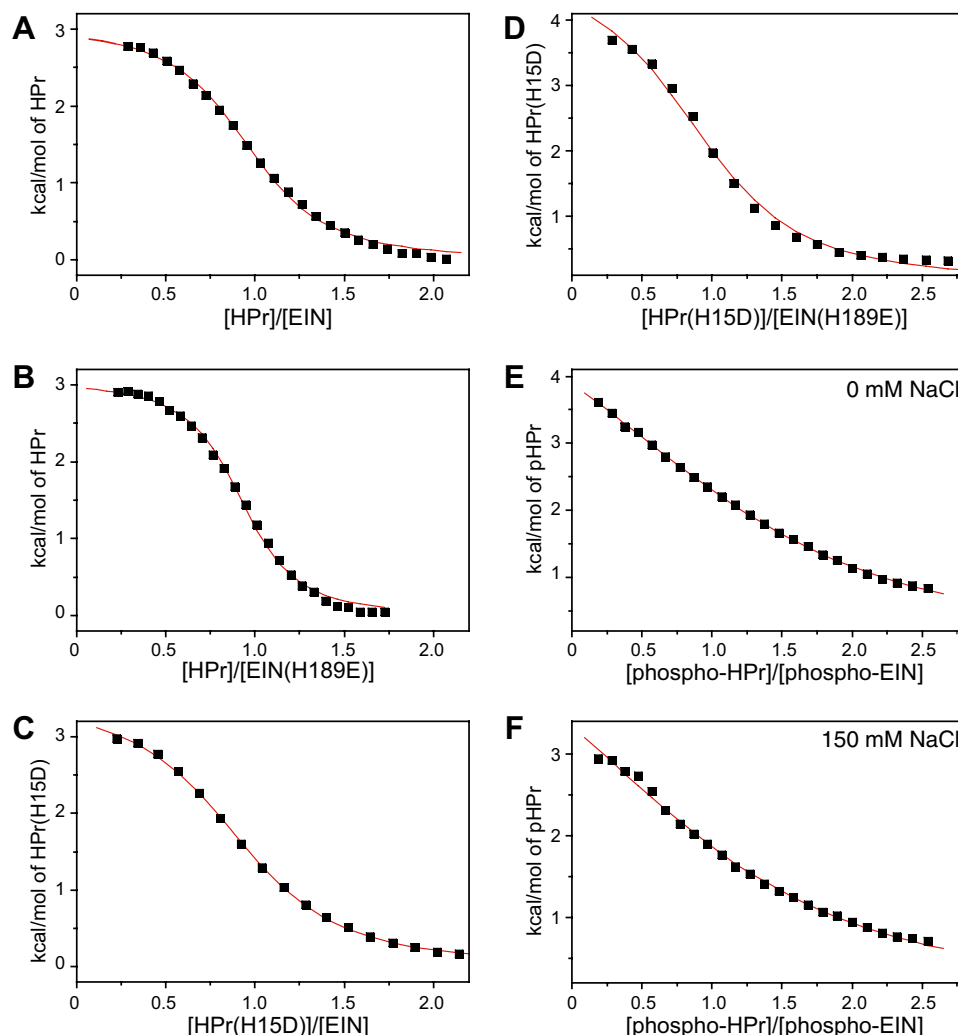 A
kcal/mol of HPr
3
2
1
0
0 0.5 1.0 1.5 2.0
[HPr]/[EIN]
B
kcal/mol of HPr
3
2
1
0
0 0.5 1.0 1.5 2.0
[HPr]/[EIN(H189E)]
C
kcal/mol of HPr(H15D)
3
2
1
0
0 0.5 1.0 1.5 2.0
[HPr(H15D)]/[EIN]
D
kcal/mol of HPr(H15D)
4
3
2
1
0 0.5 1.0 1.5 2.0 2.5
[HPr(H15D)]/[EIN(H189E)]
E
0 mM NaCl
kcal/mol of pHPr
4
3
2
1
0 0.5 1.0 1.5 2.0 2.5
[phospho-HPr]/[phospho-EIN]
F
150 mM NaCl
kcal/mol of pHPr
3
2
1
0 0.5 1.0 1.5 2.0 2.5
[phospho-HPr]/[phospho-EIN]